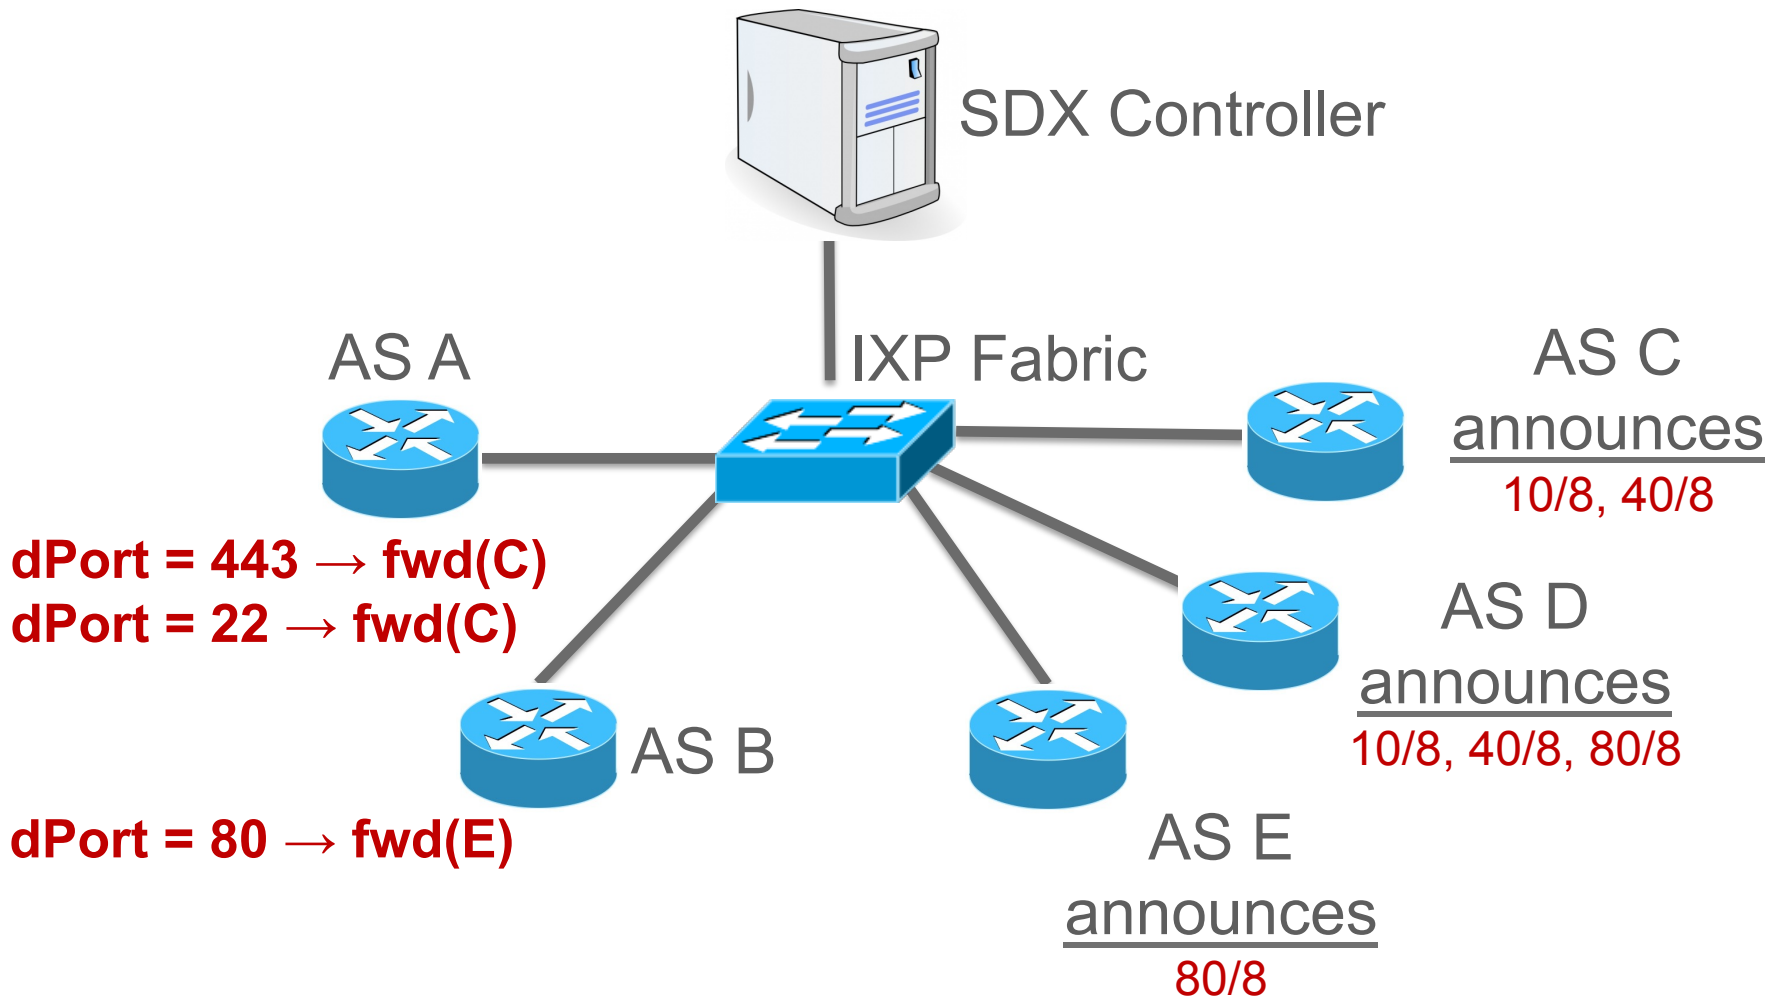 SDX Controller
IXP Fabric
AS A
dPort = 443 → fwd(C)
dPort = 22 → fwd(C)
AS B
dPort = 80 → fwd(E)
AS C
announces
10/8, 40/8
AS D
announces
10/8, 40/8, 80/8
AS E
announces
80/8